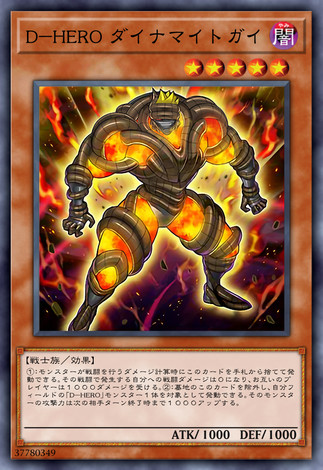 D-HERO ダイナマイトガイ
闇
やみ
【戦士族/効果】
①:モンスターが戦闘を行うダメージ計算時にこのカードを手札から捨てて発
動できる。その戦闘で発生する自分への戦闘ダメージは0になり、お互いのプ
レイヤーは1000ダメージを受ける。②:墓地のこのカードを除外し、自分フ
ィールドの「D-HERO」モンスター1体を対象として発動できる。そのモンス
ターの攻撃力は次の相手ターン終了時まで1000アップする。
ATK/1000 DEF/1000
37780349